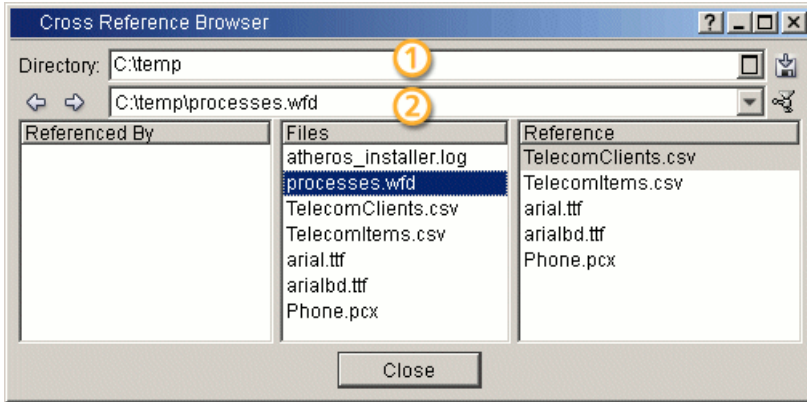 Cross Reference Browser
Directory: C:\temp
1
C:\temp\processes.wfd
2
Referenced By
Files
atheros_installer.log
processes.wfd
TelecomClients.csv
TelecomItems.csv
arial.ttf
arialbd.ttf
Phone.pcx
Reference
TelecomClients.csv
TelecomItems.csv
arial.ttf
arialbd.ttf
Phone.pcx
Close